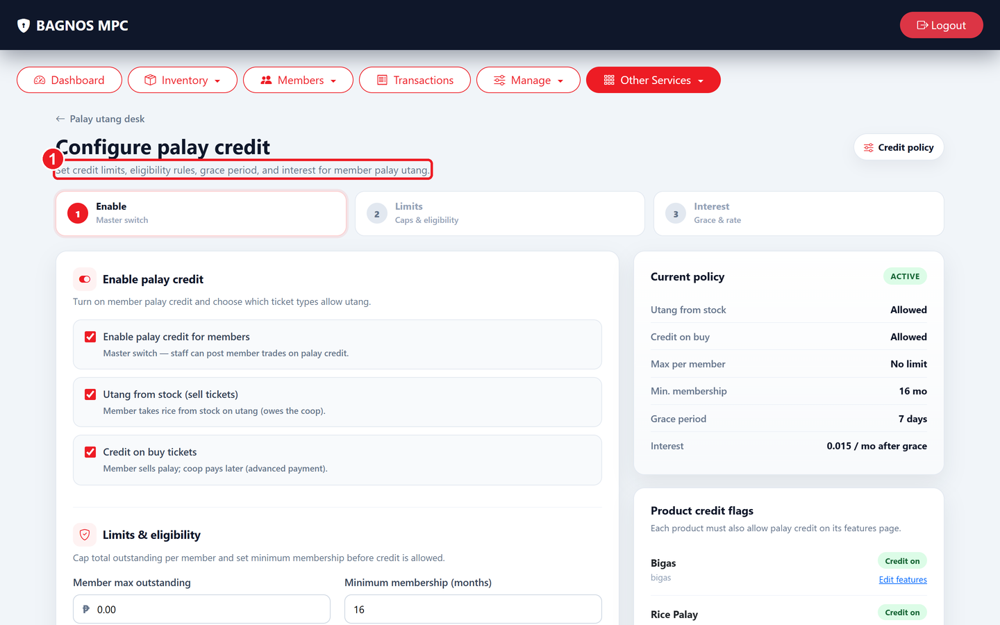 BAGNOS MPC
Logout
Dashboard
Inventory
Members
Transactions
Manage
Other Services
Palay utang desk
Configure palay credit
Credit policy
1
Set credit limits, eligibility rules, grace period, and interest for member palay utang.
1
Enable
Master switch
2
Limits
Caps & eligibility
3
Interest
Grace & rate
Enable palay credit
Turn on member palay credit and choose which ticket types allow utang.
Enable palay credit for members
Master switch — staff can post member trades on palay credit.
Utang from stock (sell tickets)
Member takes rice from stock on utang (owes the coop).
Credit on buy tickets
Member sells palay; coop pays later (advanced payment).
Limits & eligibility
Cap total outstanding per member and set minimum membership before credit is allowed.
Member max outstanding
₱ 0.00
Minimum membership (months)
16
Current policy
ACTIVE
Utang from stock Allowed
Credit on buy Allowed
Max per member No limit
Min. membership 16 mo
Grace period 7 days
Interest 0.015 / mo after grace
Product credit flags
Each product must also allow palay credit on its features page.
Bigas
bigas
Credit on
Edit features
Rice Palay
Credit on